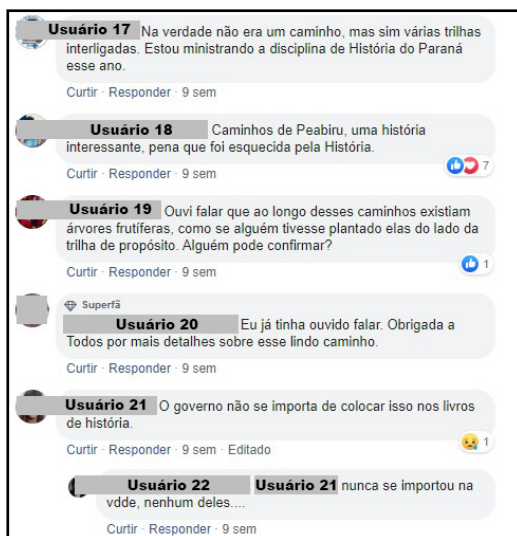 Usuário 17 Na verdade não era um caminho, mas sim várias trilhas
interligadas. Estou ministrando a disciplina de História do Paraná
esse ano.
Curtir · Responder · 9 sem
Usuário 18 Caminhos de Peabiru, uma história
interessante, pena que foi esquecida pela História.
7
Curtir · Responder · 9 sem
Usuário 19 Ouvi falar que ao longo desses caminhos existiam
árvores frutíferas, como se alguém tivesse plantado elas do lado da
trilha de propósito. Alguém pode confirmar?
1
Curtir · Responder · 9 sem
Superfã
Usuário 20 Eu já tinha ouvido falar. Obrigada a
Todos por mais detalhes sobre esse lindo caminho.
Curtir · Responder · 9 sem
Usuário 21 O governo não se importa de colocar isso nos livros
de história.
1
Curtir · Responder · 9 sem · Editado
Usuário 22 Usuário 21 nunca se importou na
vdde, nenhum deles....
Curtir · Responder · 9 sem